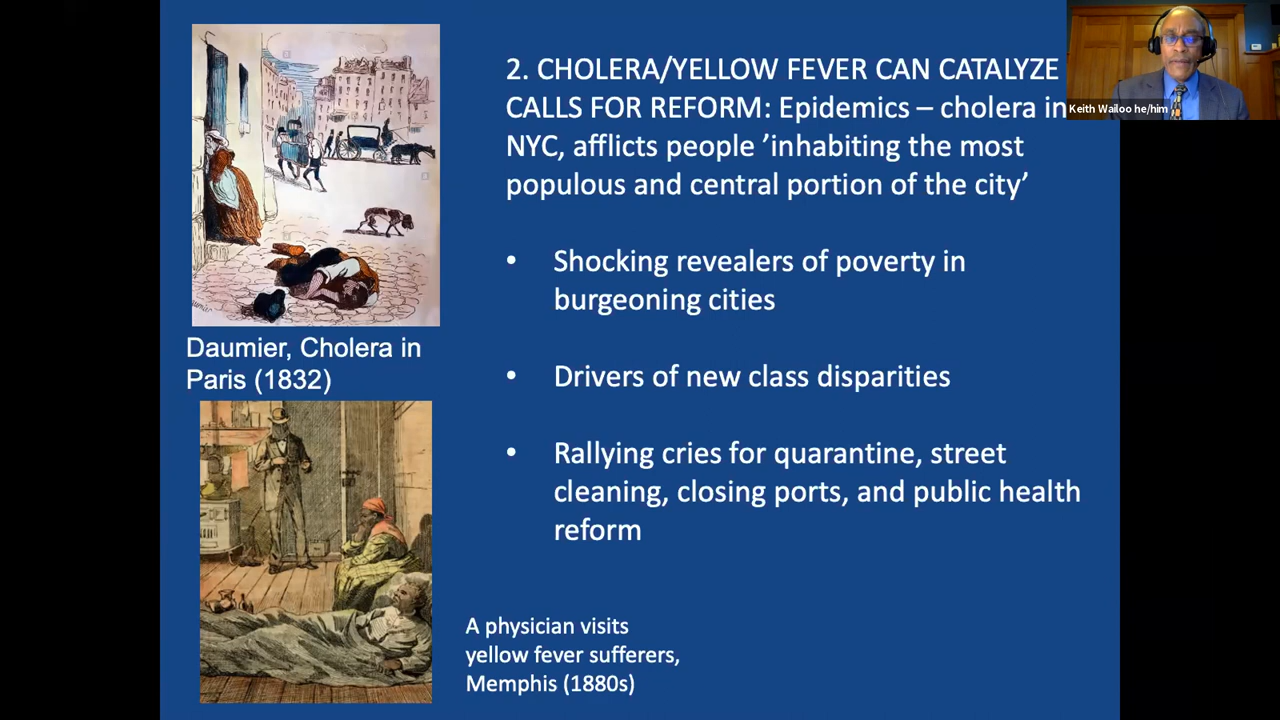 2. CHOLERA/YELLOW FEVER CAN CATALYZE
CALLS FOR REFORM: Epidemics – cholera in
NYC, afflicts people ’inhabiting the most
populous and central portion of the city’
• Shocking revealers of poverty in
burgeoning cities
• Drivers of new class disparities
• Rallying cries for quarantine, street
cleaning, closing ports, and public health
reform
Daumier, Cholera in
Paris (1832)
A physician visits
yellow fever sufferers,
Memphis (1880s)
Keith Wailoo he/him